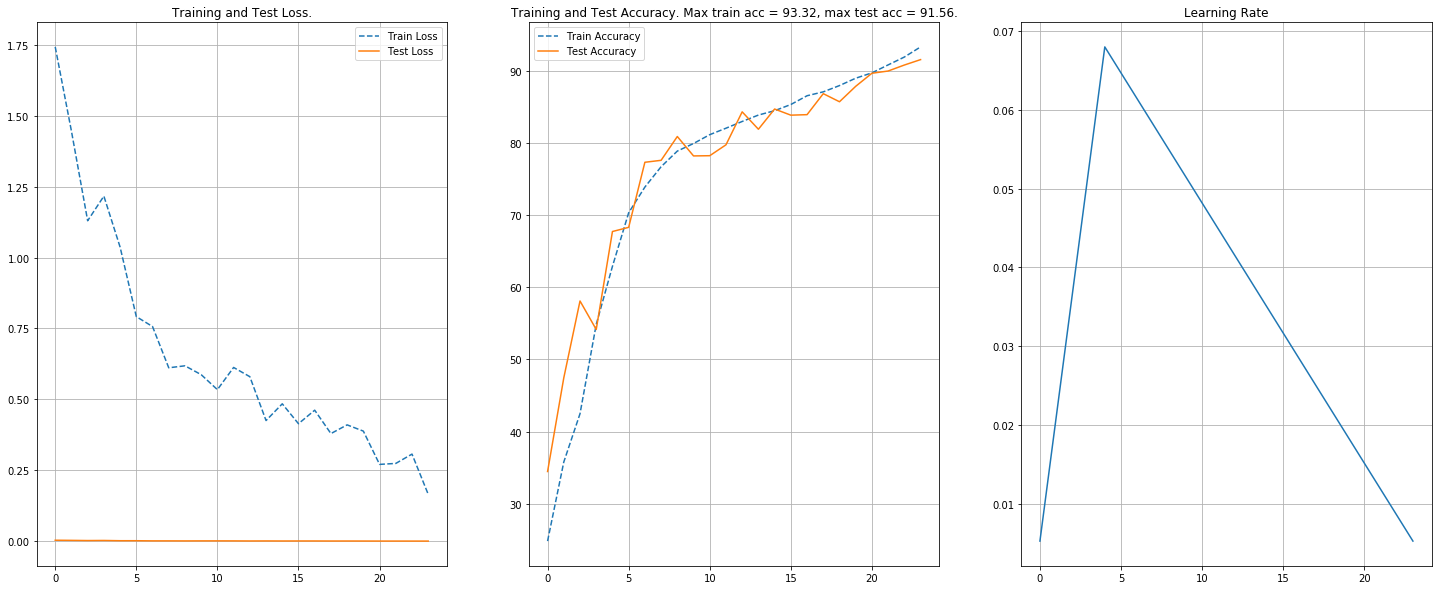 Training and Test Loss.
Train Loss
Test Loss
1.75
1.50
1.25
1.00
0.75
0.50
0.25
0.00
0 5 10 15 20
Training and Test Accuracy. Max train acc = 93.32, max test acc = 91.56.
Train Accuracy
Test Accuracy
90
80
70
60
50
40
30
0 5 10 15 20
Learning Rate
0.07
0.06
0.05
0.04
0.03
0.02
0.01
0 5 10 15 20